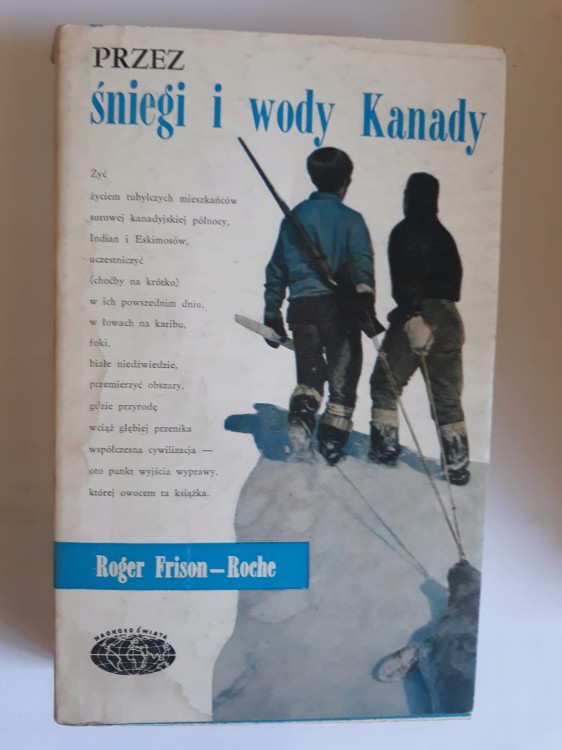 PRZEZ
śniegi i wody Kanady
Żyć
życiem tubylczych mieszkańców
surowej kanadyjskiej północy,
Indian i Eskimosów,
uczestniczyć
(choćby na krótko)
w ich powszednim dniu,
w łowach na karibu,
foki,
białe niedźwiedzie,
przemierzyć obszary,
gdzie przyrodę
wciąż głębiej przenika
współczesna cywilizacja —
oto punkt wyjścia wyprawy,
której owocem ta książka.
Roger Frison—Roche
NAOKOŁO ŚWIATA